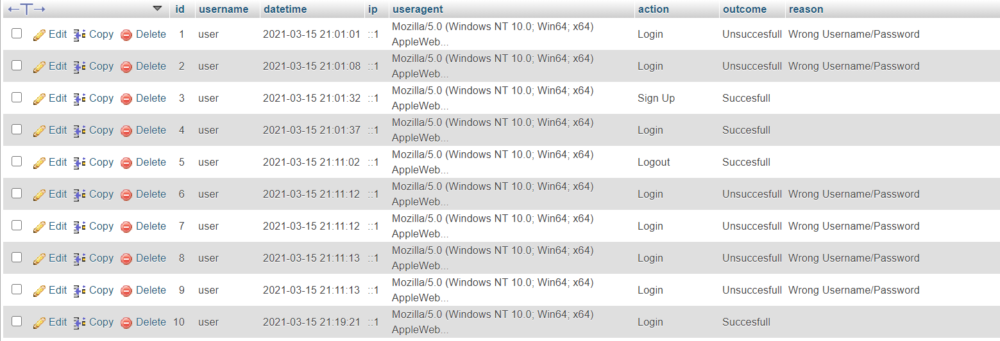 ←T→ id username datetime ip useragent action outcome reason
Edit Copy Delete 1 user 2021-03-15 21:01:01 ::1 Mozilla/5.0 (Windows NT 10.0; Win64; x64) Login Unsuccesfull Wrong Username/Password
AppleWeb...
Edit Copy Delete 2 user 2021-03-15 21:01:08 ::1 Mozilla/5.0 (Windows NT 10.0; Win64; x64) Login Unsuccesfull Wrong Username/Password
AppleWeb...
Edit Copy Delete 3 user 2021-03-15 21:01:32 ::1 Mozilla/5.0 (Windows NT 10.0; Win64; x64) Sign Up Succesfull
AppleWeb...
Edit Copy Delete 4 user 2021-03-15 21:01:37 ::1 Mozilla/5.0 (Windows NT 10.0; Win64; x64) Login Succesfull
AppleWeb...
Edit Copy Delete 5 user 2021-03-15 21:11:02 ::1 Mozilla/5.0 (Windows NT 10.0; Win64; x64) Logout Succesfull
AppleWeb...
Edit Copy Delete 6 user 2021-03-15 21:11:12 ::1 Mozilla/5.0 (Windows NT 10.0; Win64; x64) Login Unsuccesfull Wrong Username/Password
AppleWeb...
Edit Copy Delete 7 user 2021-03-15 21:11:12 ::1 Mozilla/5.0 (Windows NT 10.0; Win64; x64) Login Unsuccesfull Wrong Username/Password
AppleWeb...
Edit Copy Delete 8 user 2021-03-15 21:11:13 ::1 Mozilla/5.0 (Windows NT 10.0; Win64; x64) Login Unsuccesfull Wrong Username/Password
AppleWeb...
Edit Copy Delete 9 user 2021-03-15 21:11:13 ::1 Mozilla/5.0 (Windows NT 10.0; Win64; x64) Login Unsuccesfull Wrong Username/Password
AppleWeb...
Edit Copy Delete 10 user 2021-03-15 21:19:21 ::1 Mozilla/5.0 (Windows NT 10.0; Win64; x64) Login Succesfull
AppleWeb...